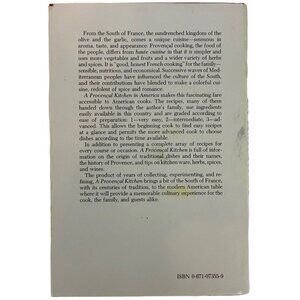 From the South of France, the sundrenched kingdom of the
olive and the garlic, comes a unique cuisine—sensuous in
aroma, taste, and appearance. Provençal cooking, the food of
the people, differs from haute cuisine in that it is simpler and
uses more vegetables and fruits and a wider variety of herbs
and spices. It is "good, honest French cooking" for the family—
sensible, nutritious, and economical. Successive waves of Med-
iterranean peoples have influenced the culture of the South,
and their contributions have blended to make a colorful cui-
sine, redolent of spice and romance.
A Provençal Kitchen in America makes this fascinating fare
accessible to American cooks. The recipes, many of them
handed down through the author's family, use ingredients
easily available in this country and are graded according to
ease of preparation: 1—very easy, 2—intermediate, 3—ad-
vanced. This allows the beginning cook to find easy recipes
at a glance and permits the more advanced cook to choose
dishes according to the time available.
In addition to presenting a complete array of recipes for
every course or occasion, A Provençal Kitchen is full of infor-
mation on the origin of traditional dishes and their names, the
history of Provence, and tips on kitchen ware, herbs, spices,
and wines.
The product of years of collecting, experimenting, and re-
fining, A Provençal Kitchen brings a bit of the South of France,
with its centuries of tradition, to the modern American table
where it will provide a memorable culinary experience for the
cook, the family, and guests alike.
ISBN 0-871-07355-9